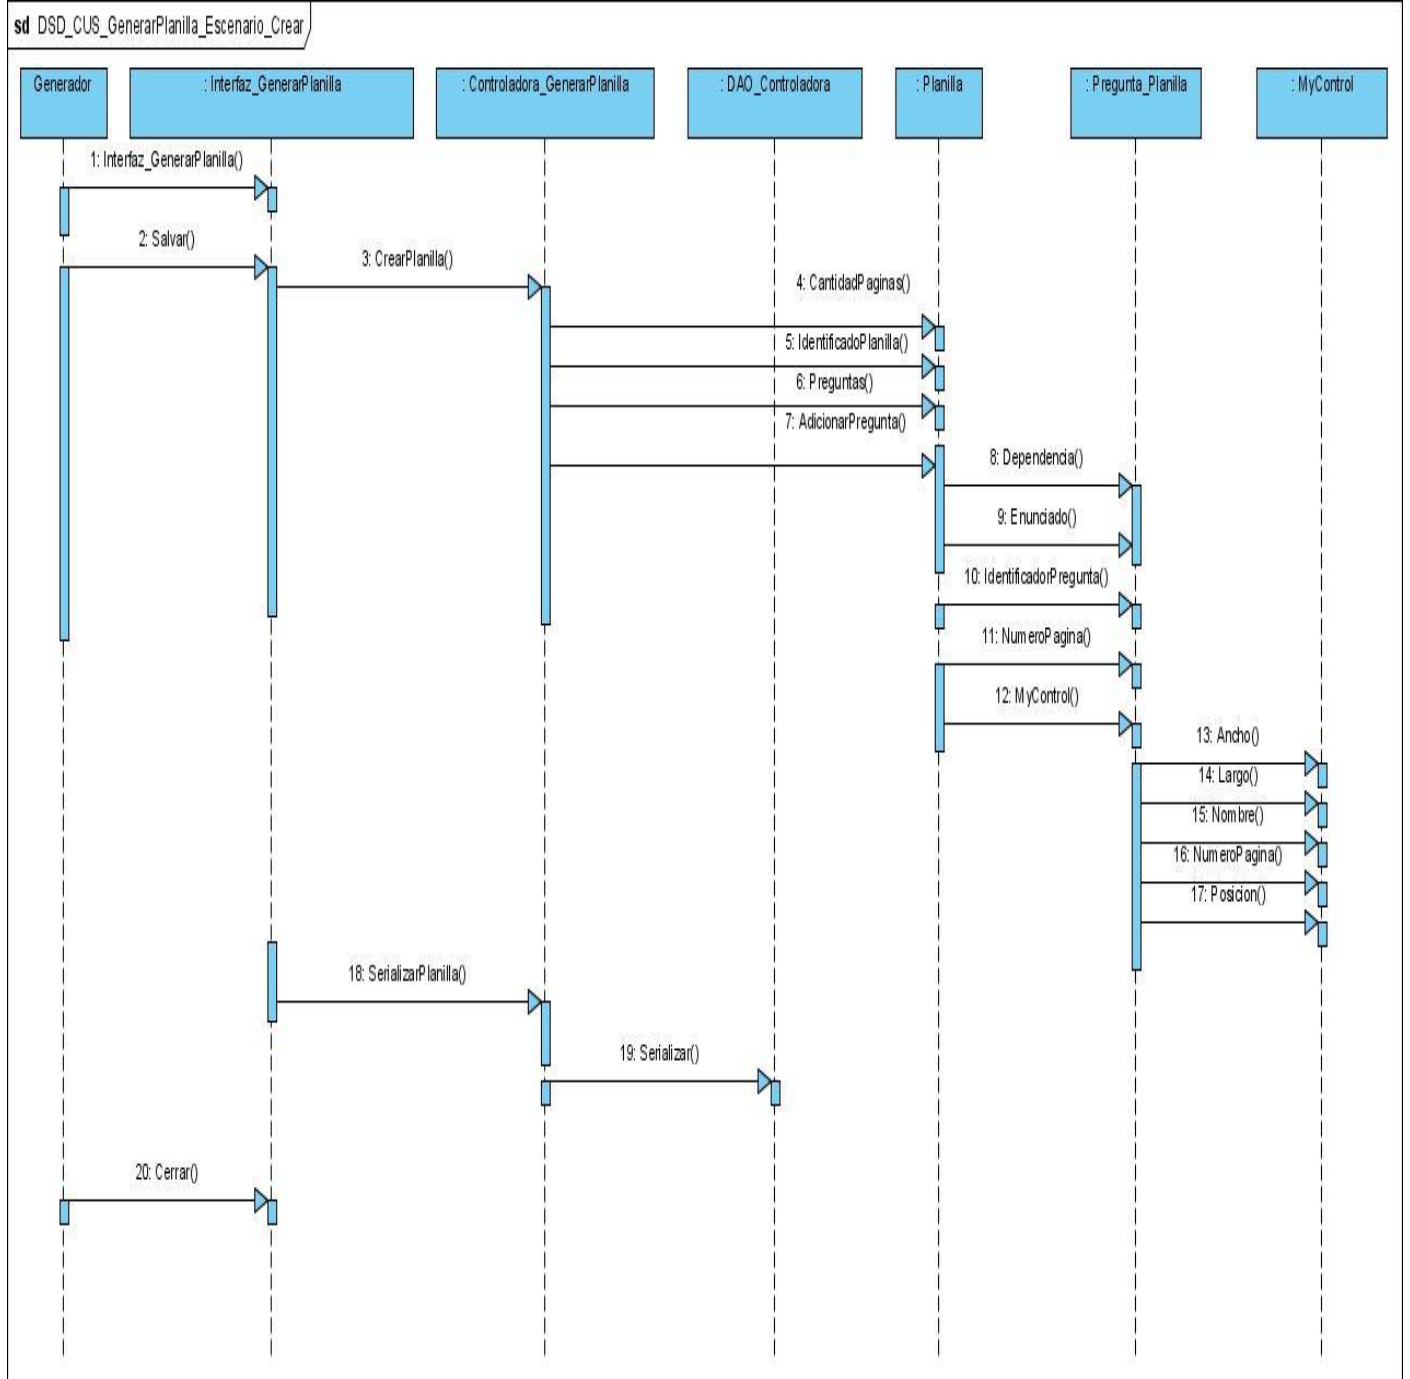 sd DSD_CUS_GenerarPlanilla_Escenario_Crear
Generador
: Interfaz_GenerarPlanilla
: Controladora_GenerarPlanilla
: DAO_Controladora
: Planilla
: Pregunta_Planilla
: MyControl
1: Interfaz_GenerarPlanilla()
2: Salvar()
3: CrearPlanilla()
4: CantidadPaginas()
5: IdentificadoPlanilla()
6: Preguntas()
7: AdicionarPregunta()
8: Dependencia()
9: Enunciado()
10: IdentificadorPregunta()
11: NumeroPagina()
12: MyControl()
13: Ancho()
14: Largo()
15: Nombre()
16: NumeroPagina()
17: Posicion()
18: SerializarPlanilla()
19: Serializar()
20: Cerrar()